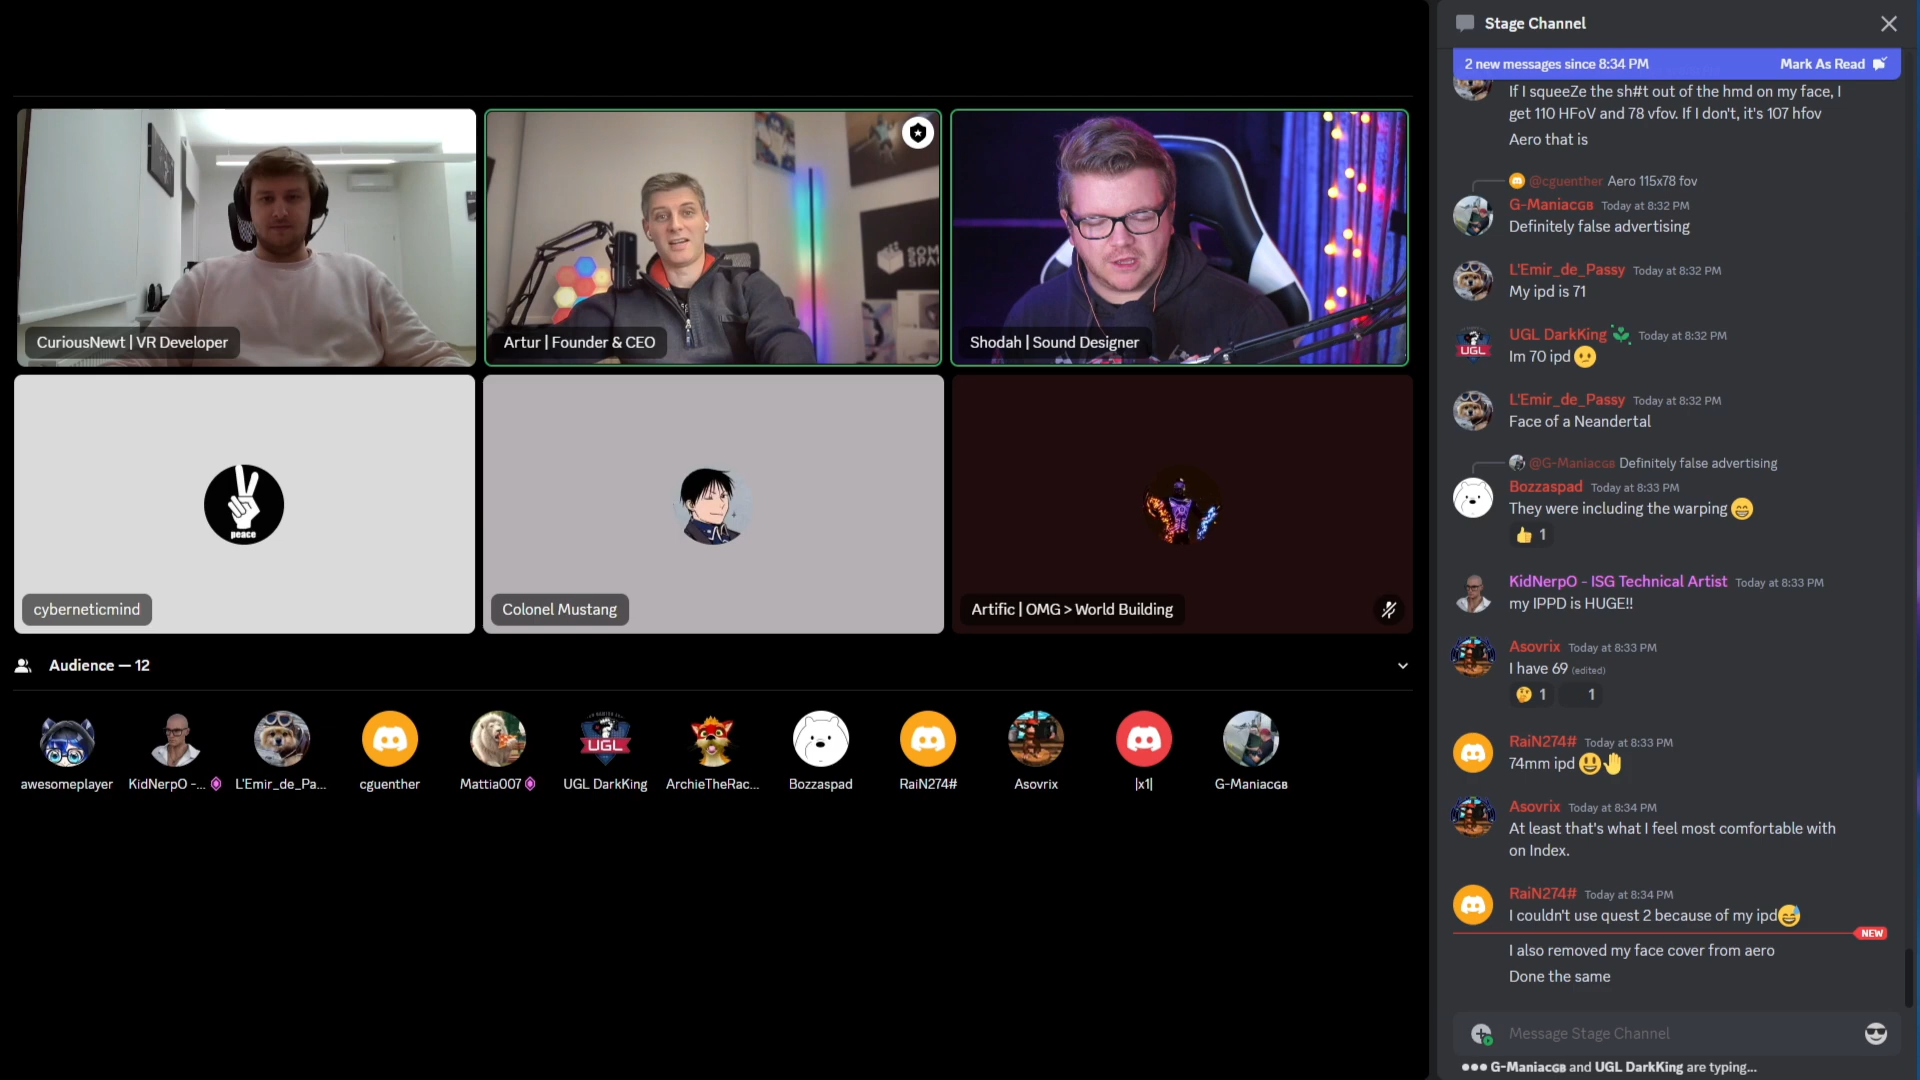 CuriousNewt | VR Developer
Artur | Founder & CEO
Shodah | Sound Designer
peace
cyberneticmind
Colonel Mustang
Artific | OMG > World Building
Audience — 12
UGL
awesomeplayer
KidNerpO -...
L'Emir_de_Pa...
cguenther
Mattia007
UGL DarkKing
ArchieTheRac...
Bozzaspad
RaiN274#
Asovrix
|x1|
G-ManiacGB
Stage Channel
2 new messages since 8:34 PM
Mark As Read
If I squeeZe the sh#t out of the hmd on my face, I
get 110 HFoV and 78 vfov. If I don't, it's 107 hfov
Aero that is
@cguenther Aero 115x78 fov
G-ManiacGB Today at 8:32 PM
Definitely false advertising
L'Emir_de_Passy Today at 8:32 PM
My ipd is 71
UGL
UGL DarkKing Today at 8:32 PM
Im 70 ipd 😕
L'Emir_de_Passy Today at 8:32 PM
Face of a Neandertal
@G-ManiacGB Definitely false advertising
Bozzaspad Today at 8:33 PM
They were including the warping 😁
👍 1
KidNerpO - ISG Technical Artist Today at 8:33 PM
my IPPD is HUGE!!
Asovrix Today at 8:33 PM
I have 69 (edited)
🤔 1 1
RaiN274# Today at 8:33 PM
74mm ipd 😃🤚
Asovrix Today at 8:34 PM
At least that's what I feel most comfortable with
on Index.
RaiN274# Today at 8:34 PM
I couldn't use quest 2 because of my ipd😅
NEW
I also removed my face cover from aero
Done the same
Message Stage Channel
G-ManiacGB and UGL DarkKing are typing...